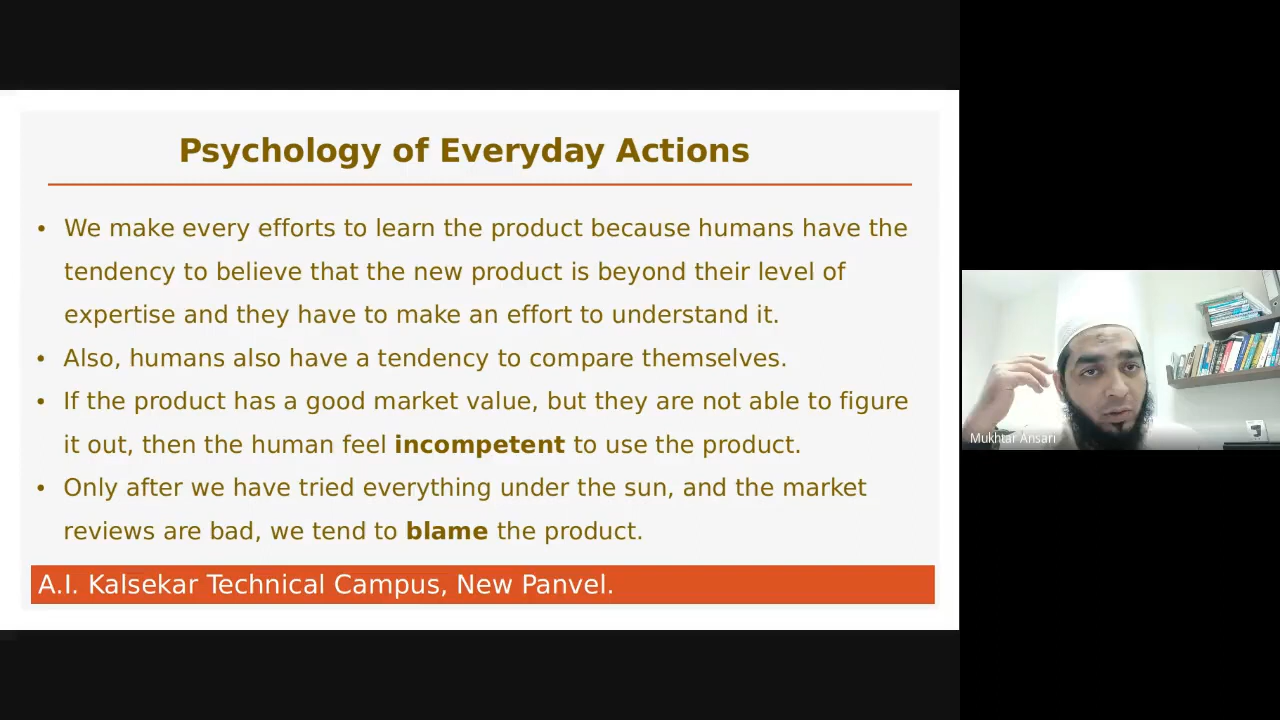 Psychology of Everyday Actions
• We make every efforts to learn the product because humans have the
tendency to believe that the new product is beyond their level of
expertise and they have to make an effort to understand it.
• Also, humans also have a tendency to compare themselves.
• If the product has a good market value, but they are not able to figure
it out, then the human feel incompetent to use the product.
• Only after we have tried everything under the sun, and the market
reviews are bad, we tend to blame the product.
A.I. Kalsekar Technical Campus, New Panvel.
Mukhtar Ansari